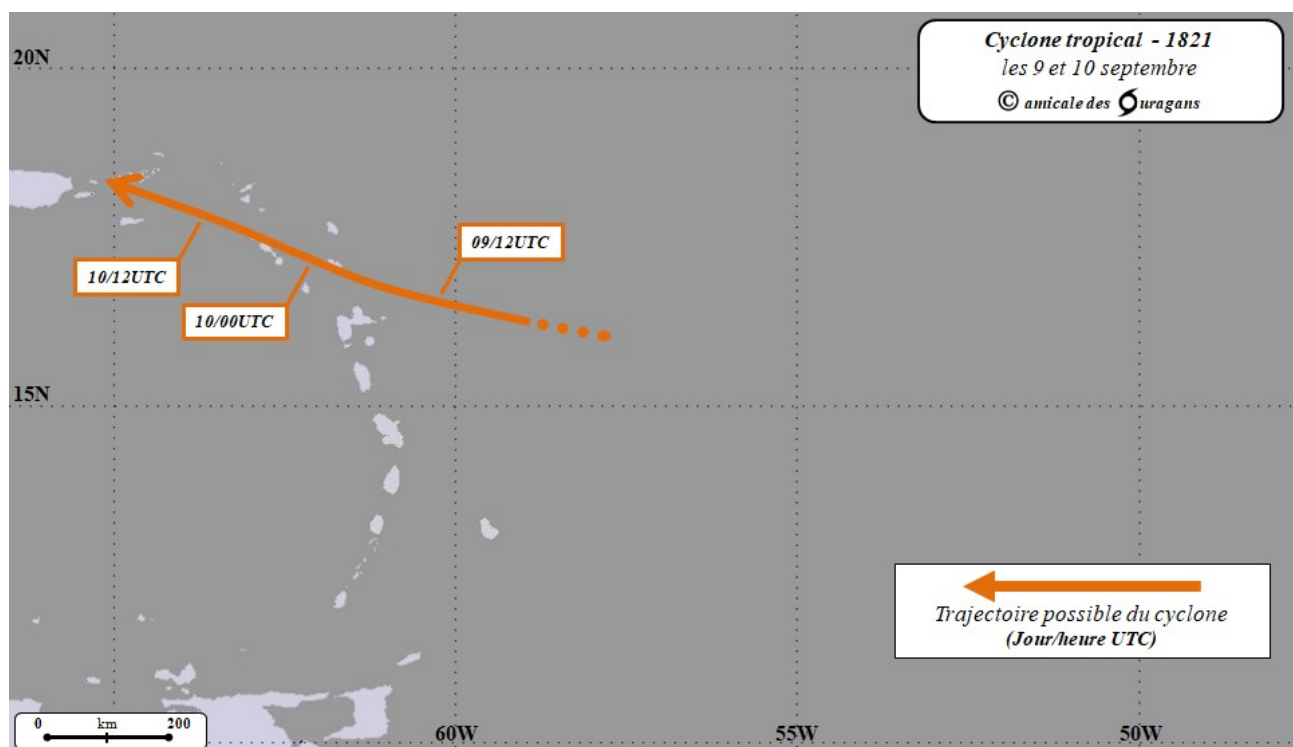 Cyclone tropical - 1821
les 9 et 10 septembre
© amicale des Ouragans
20N
09/12UTC
10/12UTC
10/00UTC
15N
Trajectoire possible du cyclone
(Jour/heure UTC)
0 km 200
60W
55W
50W